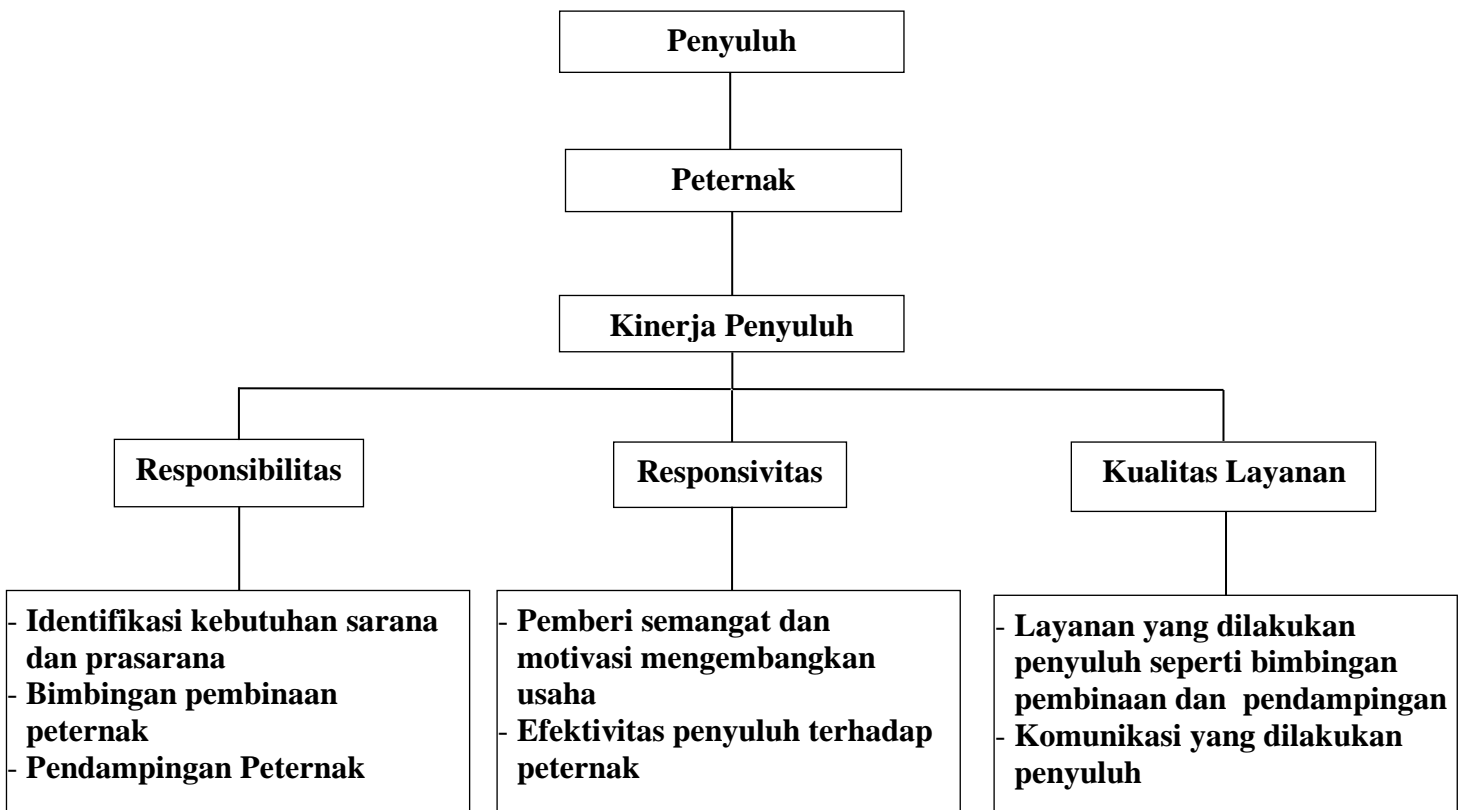 Penyuluh
Peternak
Kinerja Penyuluh
Responsibilitas
Responsivitas
Kualitas Layanan
- Identifikasi kebutuhan sarana
dan prasarana
- Bimbingan pembinaan
peternak
- Pendampingan Peternak
- Pemberi semangat dan
motivasi mengembangkan
usaha
- Efektivitas penyuluh terhadap
peternak
- Layanan yang dilakukan
penyuluh seperti bimbingan
pembinaan dan pendampingan
- Komunikasi yang dilakukan
penyuluh